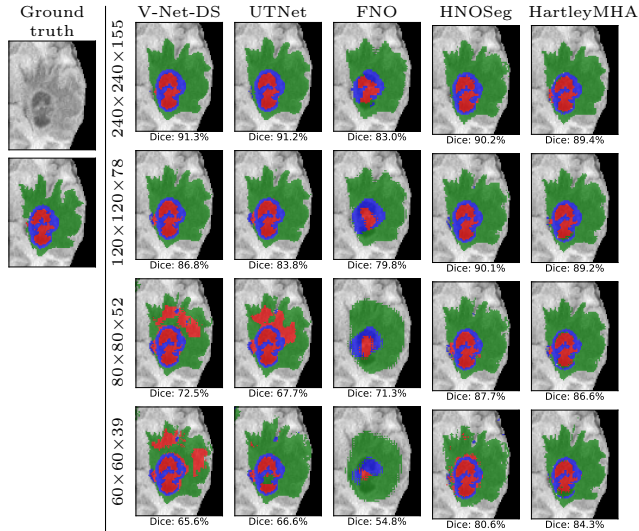 Ground truth
V-Net-DS UTNet FNO HNOSeg HartleyMHA
240×240×155
Dice: 91.3% Dice: 91.2% Dice: 83.0% Dice: 90.2% Dice: 89.4%
120×120×78
Dice: 86.8% Dice: 83.8% Dice: 79.8% Dice: 90.1% Dice: 89.2%
80×80×52
Dice: 72.5% Dice: 67.7% Dice: 71.3% Dice: 87.7% Dice: 86.6%
60×60×39
Dice: 65.6% Dice: 66.6% Dice: 54.8% Dice: 80.6% Dice: 84.3%